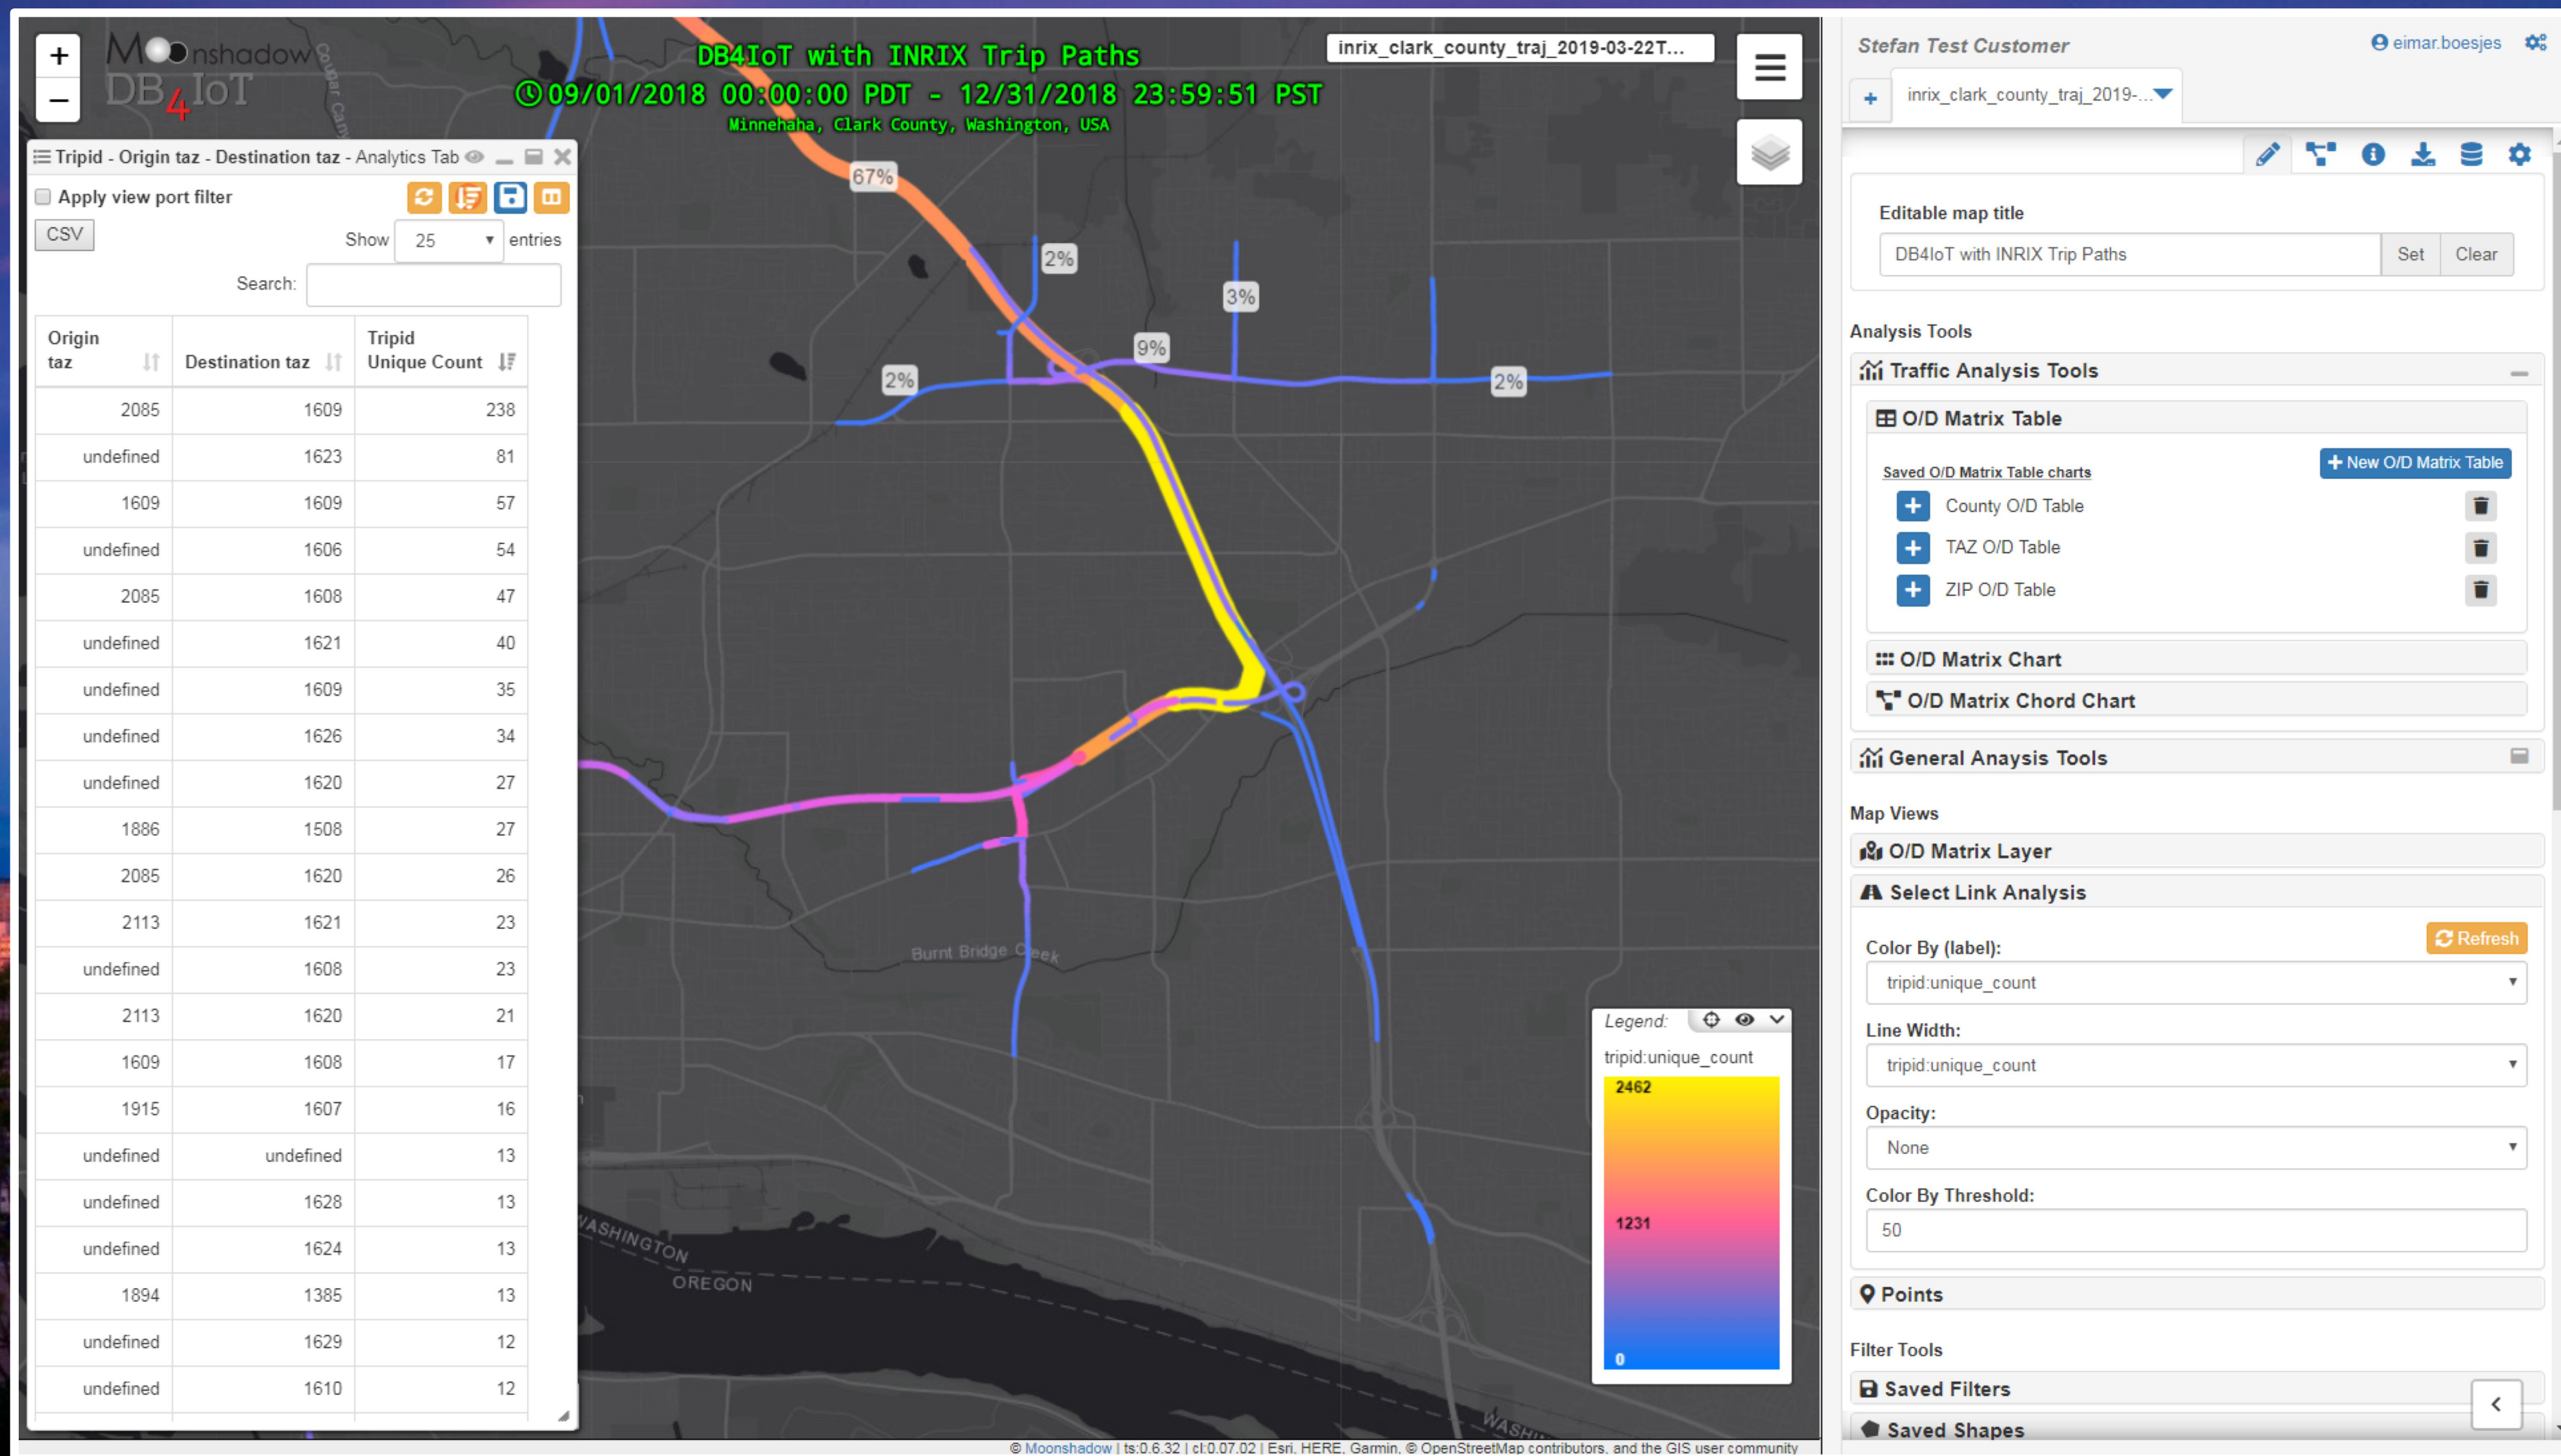 +
−
Moonshadow
DB4IoT
DB4IoT with INRIX Trip Paths
09/01/2018 00:00:00 PDT - 12/31/2018 23:59:51 PST
Minnehaha, Clark County, Washington, USA
inrix_clark_county_traj_2019-03-22T...
Tripid - Origin taz - Destination taz - Analytics Tab
Apply view port filter
CSV
Show 25 entries
Search:
Origin taz Destination taz Tripid Unique Count
2085 1609 238
undefined 1623 81
1609 1609 57
undefined 1606 54
2085 1608 47
undefined 1621 40
undefined 1609 35
undefined 1626 34
undefined 1620 27
1886 1508 27
2085 1620 26
2113 1621 23
undefined 1608 23
2113 1620 21
1609 1608 17
1915 1607 16
undefined undefined 13
undefined 1628 13
undefined 1624 13
1894 1385 13
undefined 1629 12
undefined 1610 12
67%
2%
3%
9%
2%
2%
Burnt Bridge Creek
WASHINGTON
OREGON
Legend:
tripid:unique_count
2462
1231
0
© Moonshadow | ts:0.6.32 | cl:0.07.02 | Esri, HERE, Garmin, © OpenStreetMap contributors, and the GIS user community
Stefan Test Customer
eimar.boesjes
+
inrix_clark_county_traj_2019-...
Editable map title
DB4IoT with INRIX Trip Paths
Set
Clear
Analysis Tools
Traffic Analysis Tools
O/D Matrix Table
+ New O/D Matrix Table
Saved O/D Matrix Table charts
+ County O/D Table
+ TAZ O/D Table
+ ZIP O/D Table
O/D Matrix Chart
O/D Matrix Chord Chart
General Anaysis Tools
Map Views
O/D Matrix Layer
Select Link Analysis
Refresh
Color By (label):
tripid:unique_count
Line Width:
tripid:unique_count
Opacity:
None
Color By Threshold:
50
Points
Filter Tools
Saved Filters
Saved Shapes